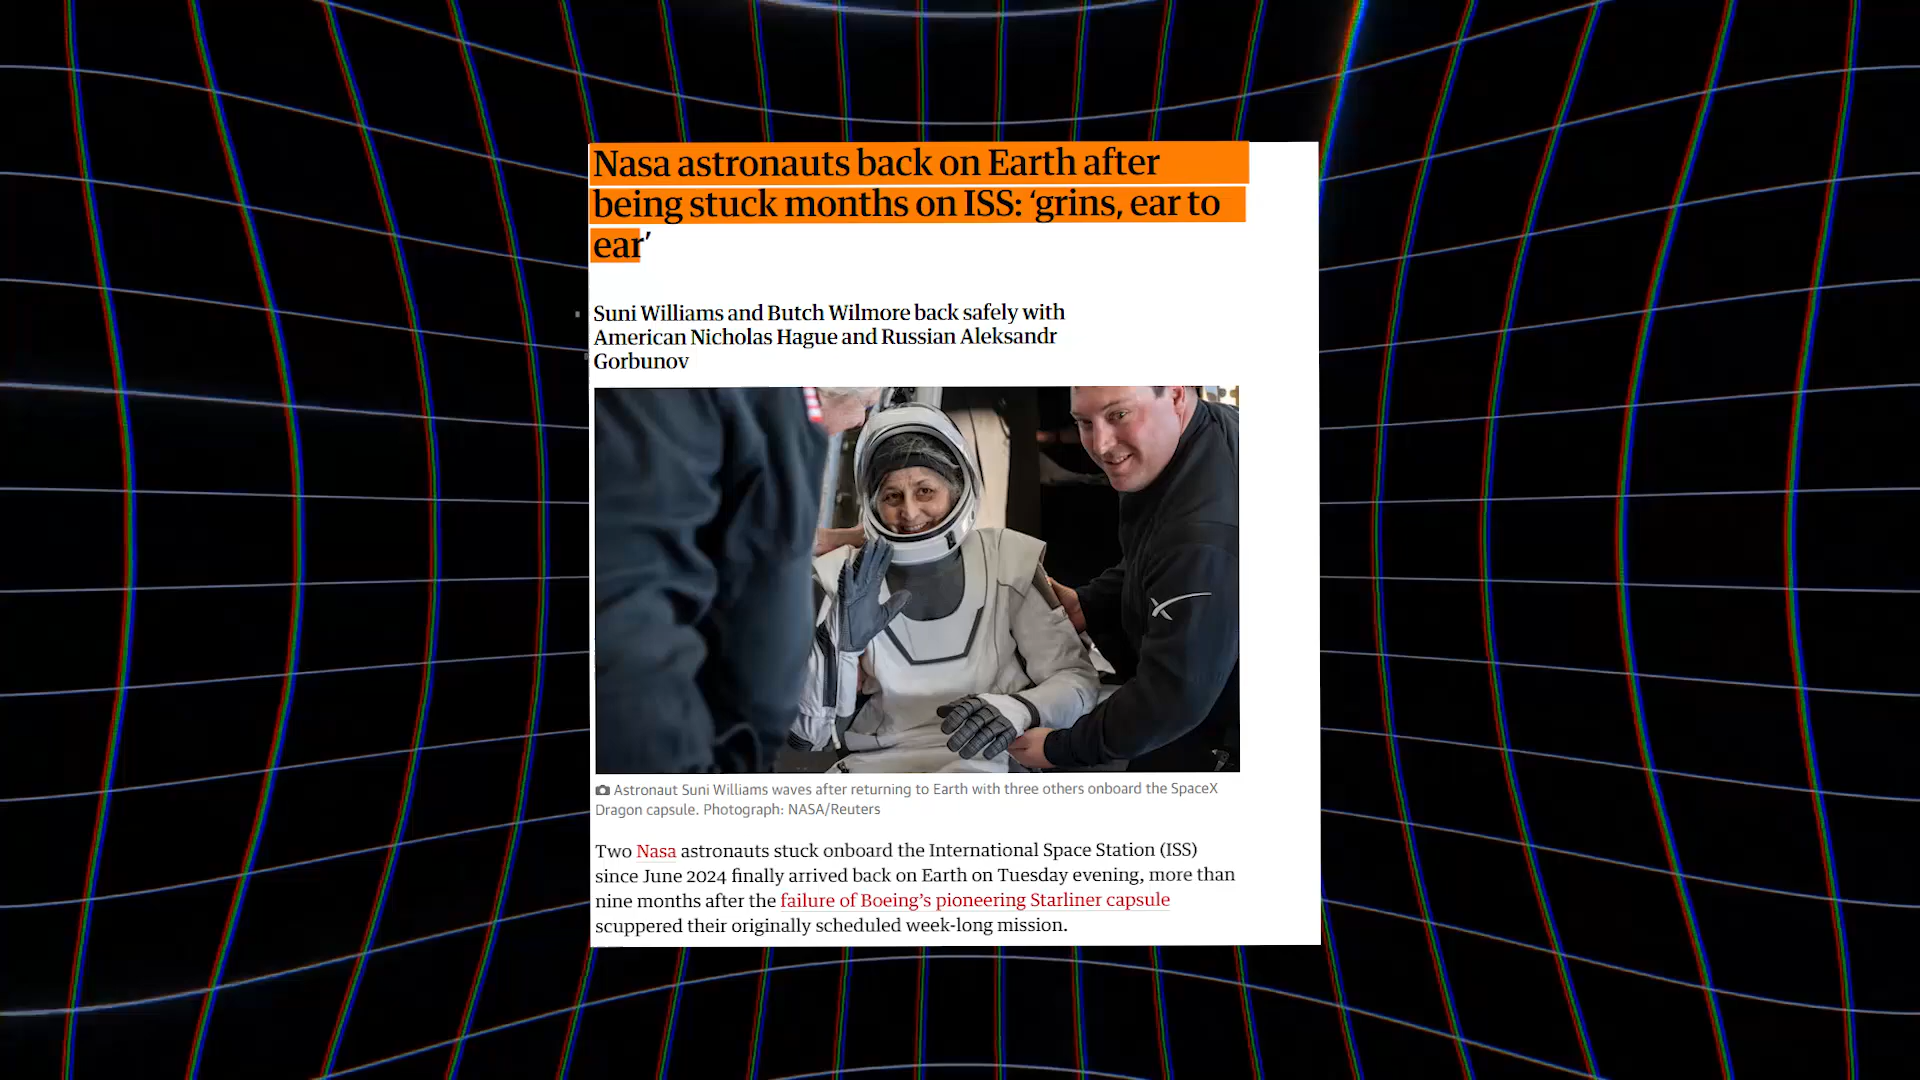 Nasa astronauts back on Earth after
being stuck months on ISS: ‘grins, ear to
ear’
Suni Williams and Butch Wilmore back safely with
American Nicholas Hague and Russian Aleksandr
Gorbunov
Astronaut Suni Williams waves after returning to Earth with three others onboard the SpaceX
Dragon capsule. Photograph: NASA/Reuters
Two Nasa astronauts stuck onboard the International Space Station (ISS)
since June 2024 finally arrived back on Earth on Tuesday evening, more than
nine months after the failure of Boeing’s pioneering Starliner capsule
scuppered their originally scheduled week-long mission.